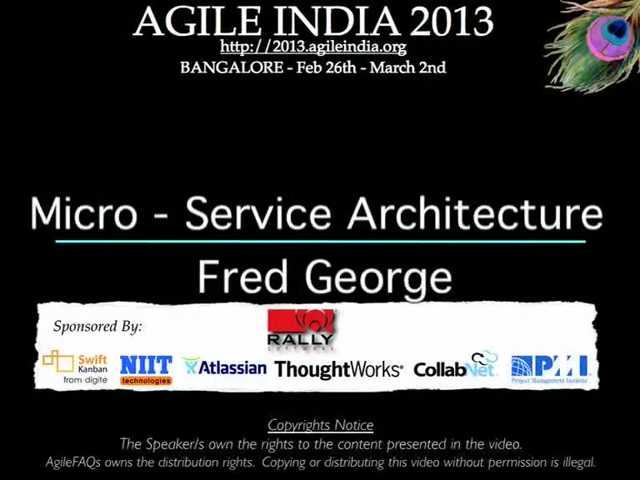 AGILE INDIA 2013
http://2013.agileindia.org
BANGALORE - Feb 26th - March 2nd
Micro - Service Architecture
Fred George
Sponsored By:
RALLY
SOFTWARE
Swift Kanban from digite
NIIT technologies
Atlassian
ThoughtWorks®
CollabNet
PMI
Project Management Institute
Copyrights Notice
The Speaker/s own the rights to the content presented in the video.
AgileFAQs owns the distribution rights. Copying or distributing this video without permission is illegal.